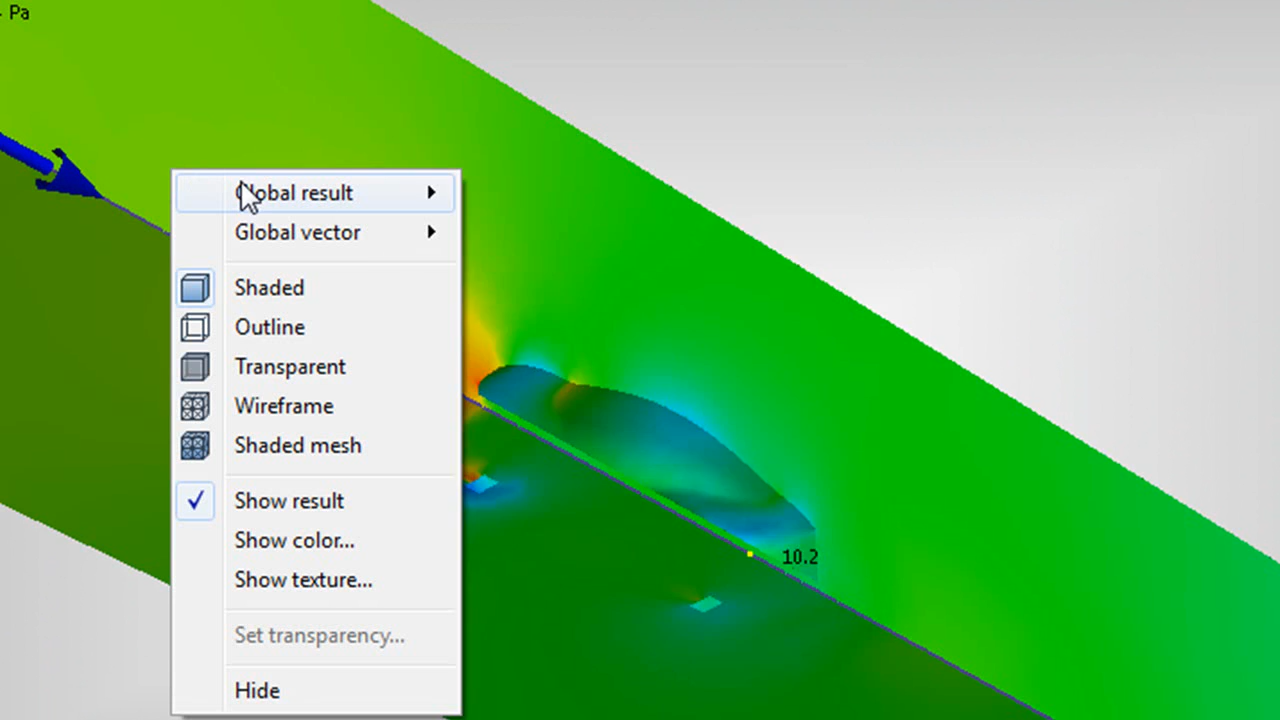 Pa
Global result
Global vector
Shaded
Outline
Transparent
Wireframe
Shaded mesh
Show result
Show color...
Show texture...
10.2
Set transparency...
Hide